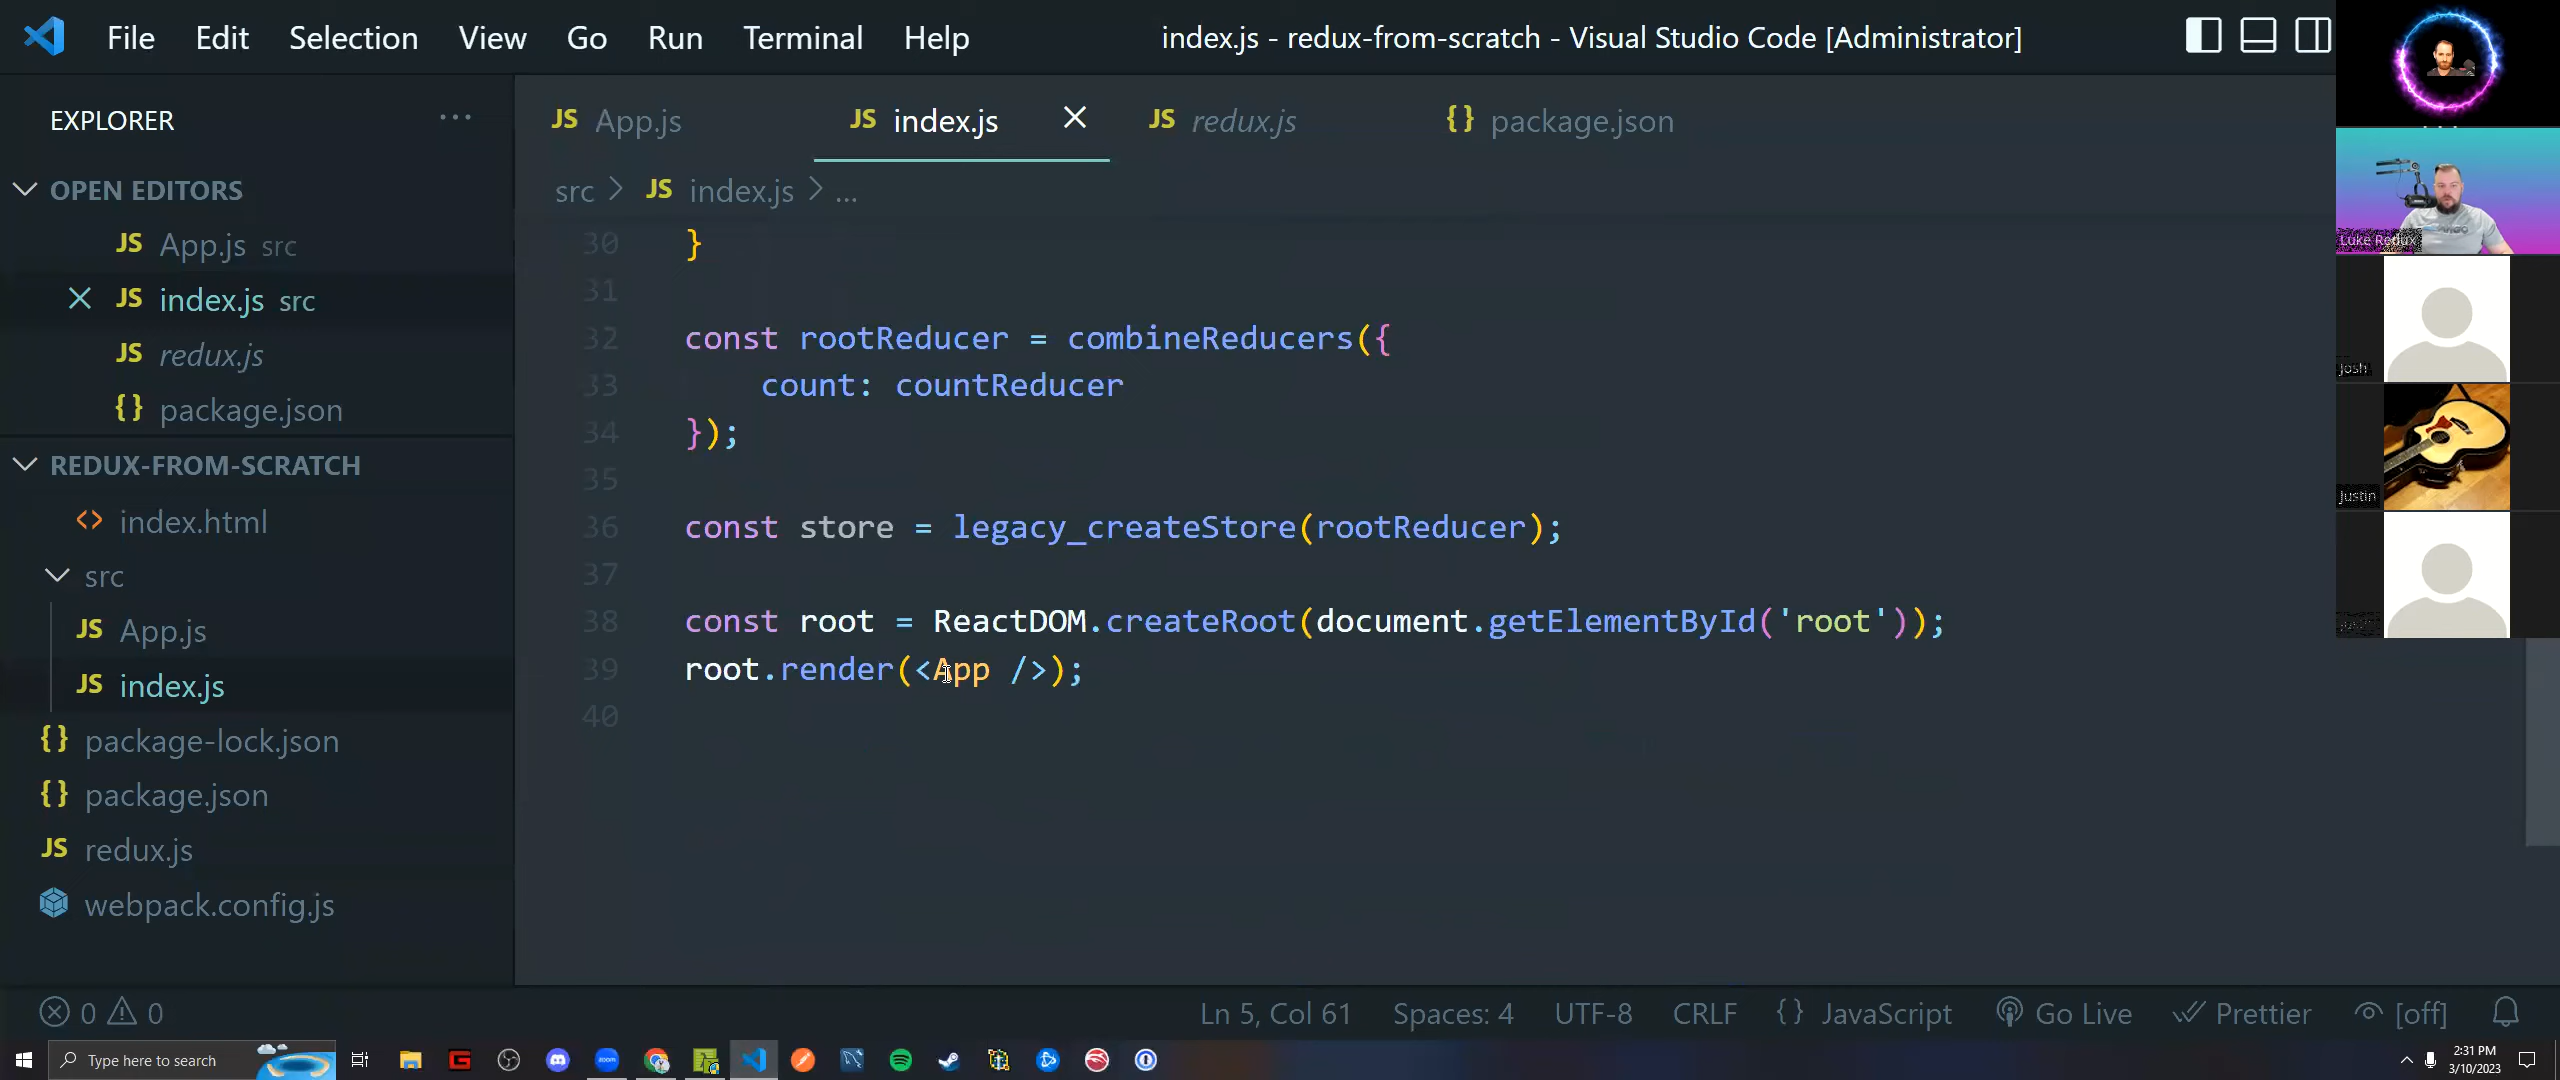 File Edit Selection View Go Run Terminal Help
index.js - redux-from-scratch - Visual Studio Code [Administrator]
EXPLORER ...
OPEN EDITORS
JS App.js src
JS index.js src
JS redux.js
{} package.json
REDUX-FROM-SCRATCH
<> index.html
src
JS App.js
JS index.js
{} package-lock.json
{} package.json
JS redux.js
webpack.config.js
JS App.js
JS index.js
JS redux.js
{} package.json
src > JS index.js > ...
30 }
31
32 const rootReducer = combineReducers({
33 count: countReducer
34 });
35
36 const store = legacy_createStore(rootReducer);
37
38 const root = ReactDOM.createRoot(document.getElementById('root'));
39 root.render(<App />);
40
Luke Redux
Josh
Justin
0 0
Ln 5, Col 61
Spaces: 4
UTF-8
CRLF
{} JavaScript
Go Live
Prettier
[off]
Type here to search
zoom
2:31 PM
3/10/2023